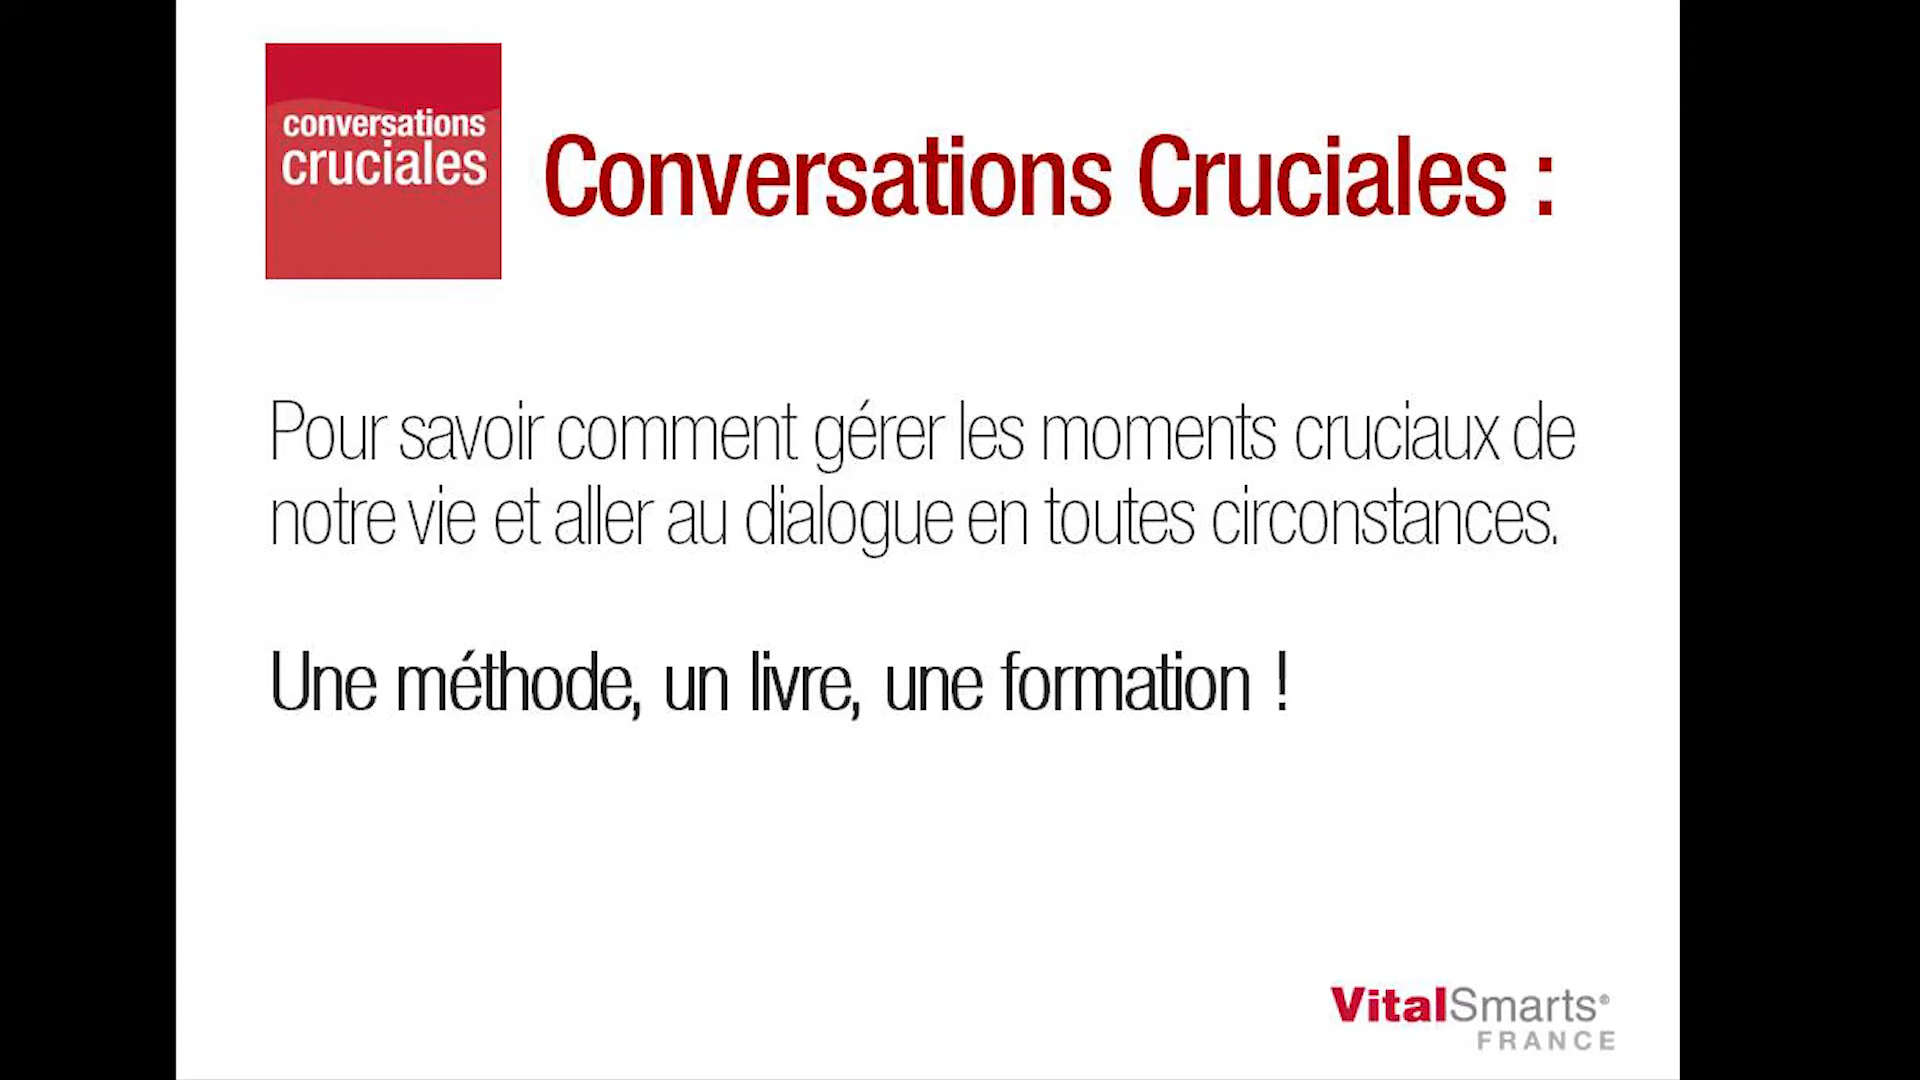 conversations
cruciales
Conversations Cruciales :
Pour savoir comment gérer les moments cruciaux de
notre vie et aller au dialogue en toutes circonstances.
Une méthode, un livre, une formation !
VitalSmarts®
FRANCE